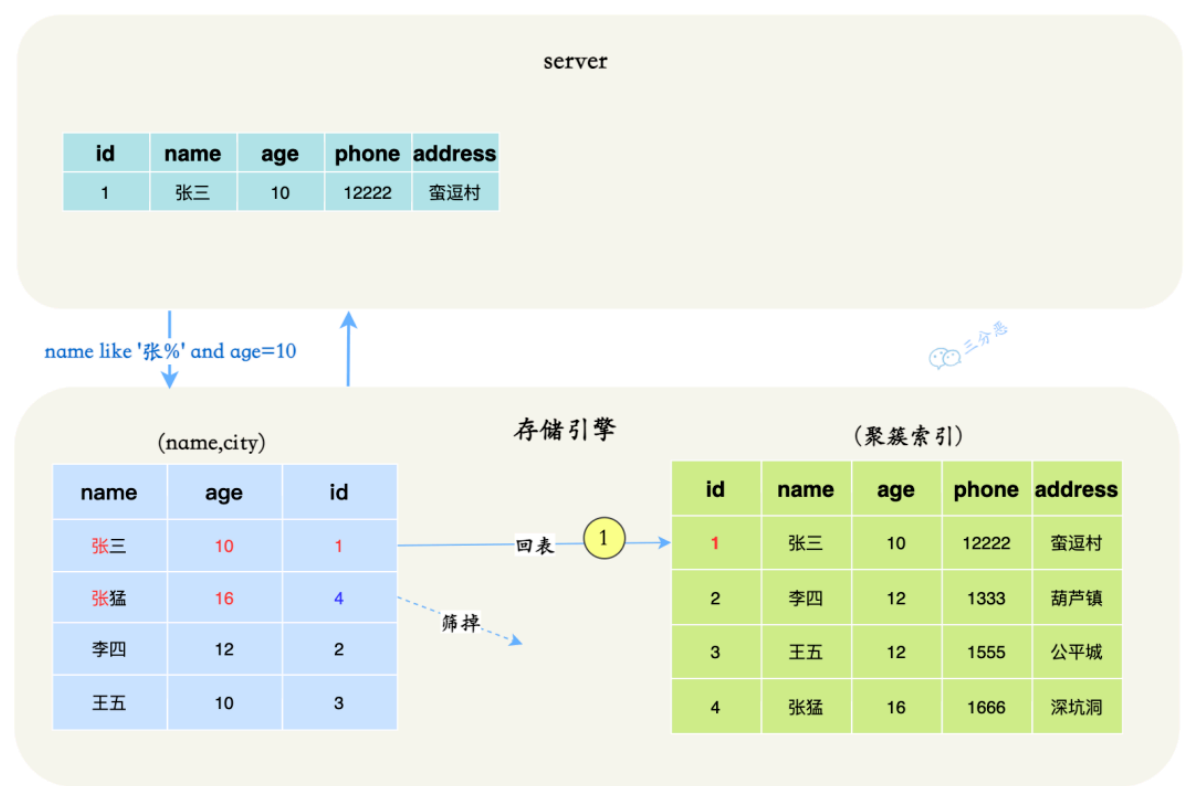 server
id name age phone address
1 张三 10 12222 蛮逗村
name like '张%' and age=10
三分恶
存储引擎
(name,city)
(聚簇索引)
name age id
张三 10 1
张猛 16 4
李四 12 2
王五 10 3
回表 1
筛掉
id name age phone address
1 张三 10 12222 蛮逗村
2 李四 12 1333 葫芦镇
3 王五 12 1555 公平城
4 张猛 16 1666 深坑洞